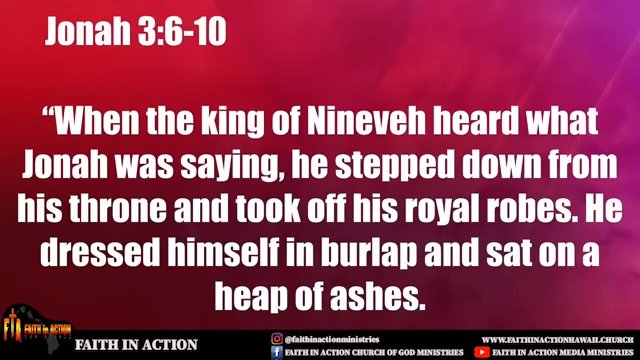 Jonah 3:6-10
“When the king of Nineveh heard what
Jonah was saying, he stepped down from
his throne and took off his royal robes. He
dressed himself in burlap and sat on a
heap of ashes.
FIA FAITH in ACTION
FAITH IN ACTION
@faithinactionministries
WWW.FAITHINACTIONHAWAII.CHURCH
FAITH IN ACTION CHURCH OF GOD MINISTRIES
FAITH IN ACTION MEDIA MINISTRIES